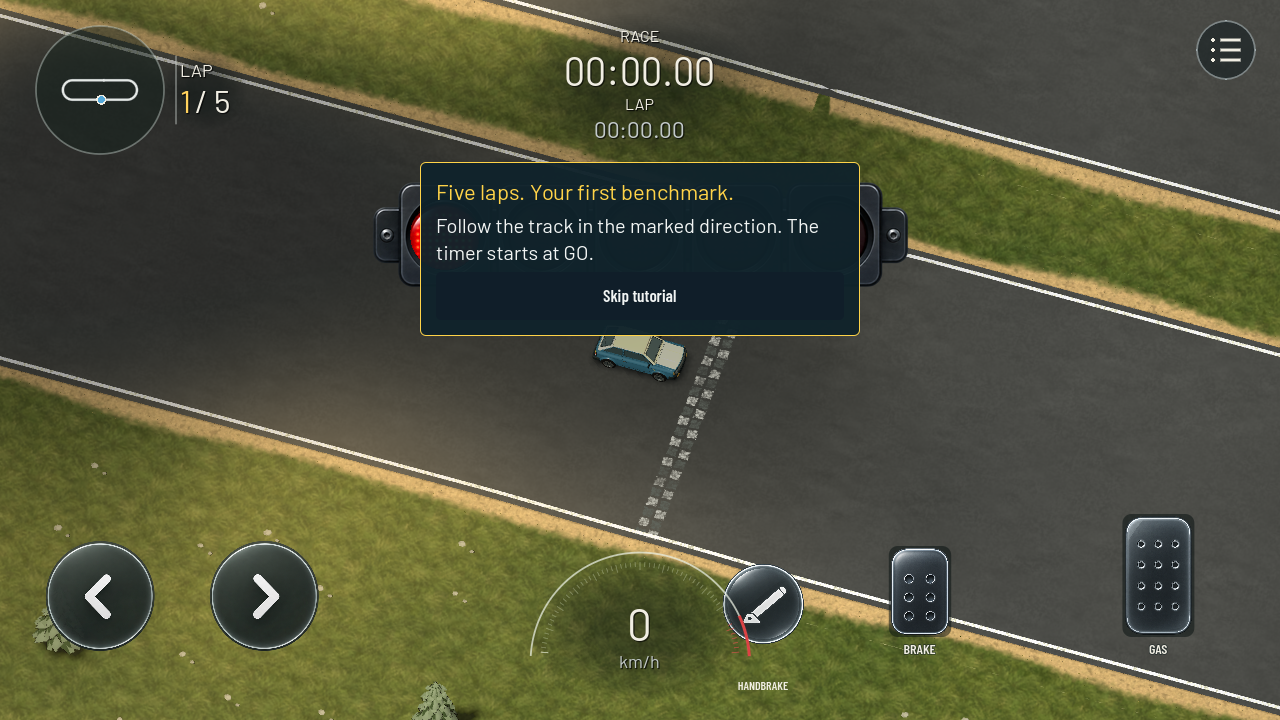 RACE
00:00.00
LAP
00:00.00
LAP
1/ 5
Five laps. Your first benchmark.
Follow the track in the marked direction. The
timer starts at GO.
Skip tutorial
0
km/h
HANDBRAKE
BRAKE
GAS